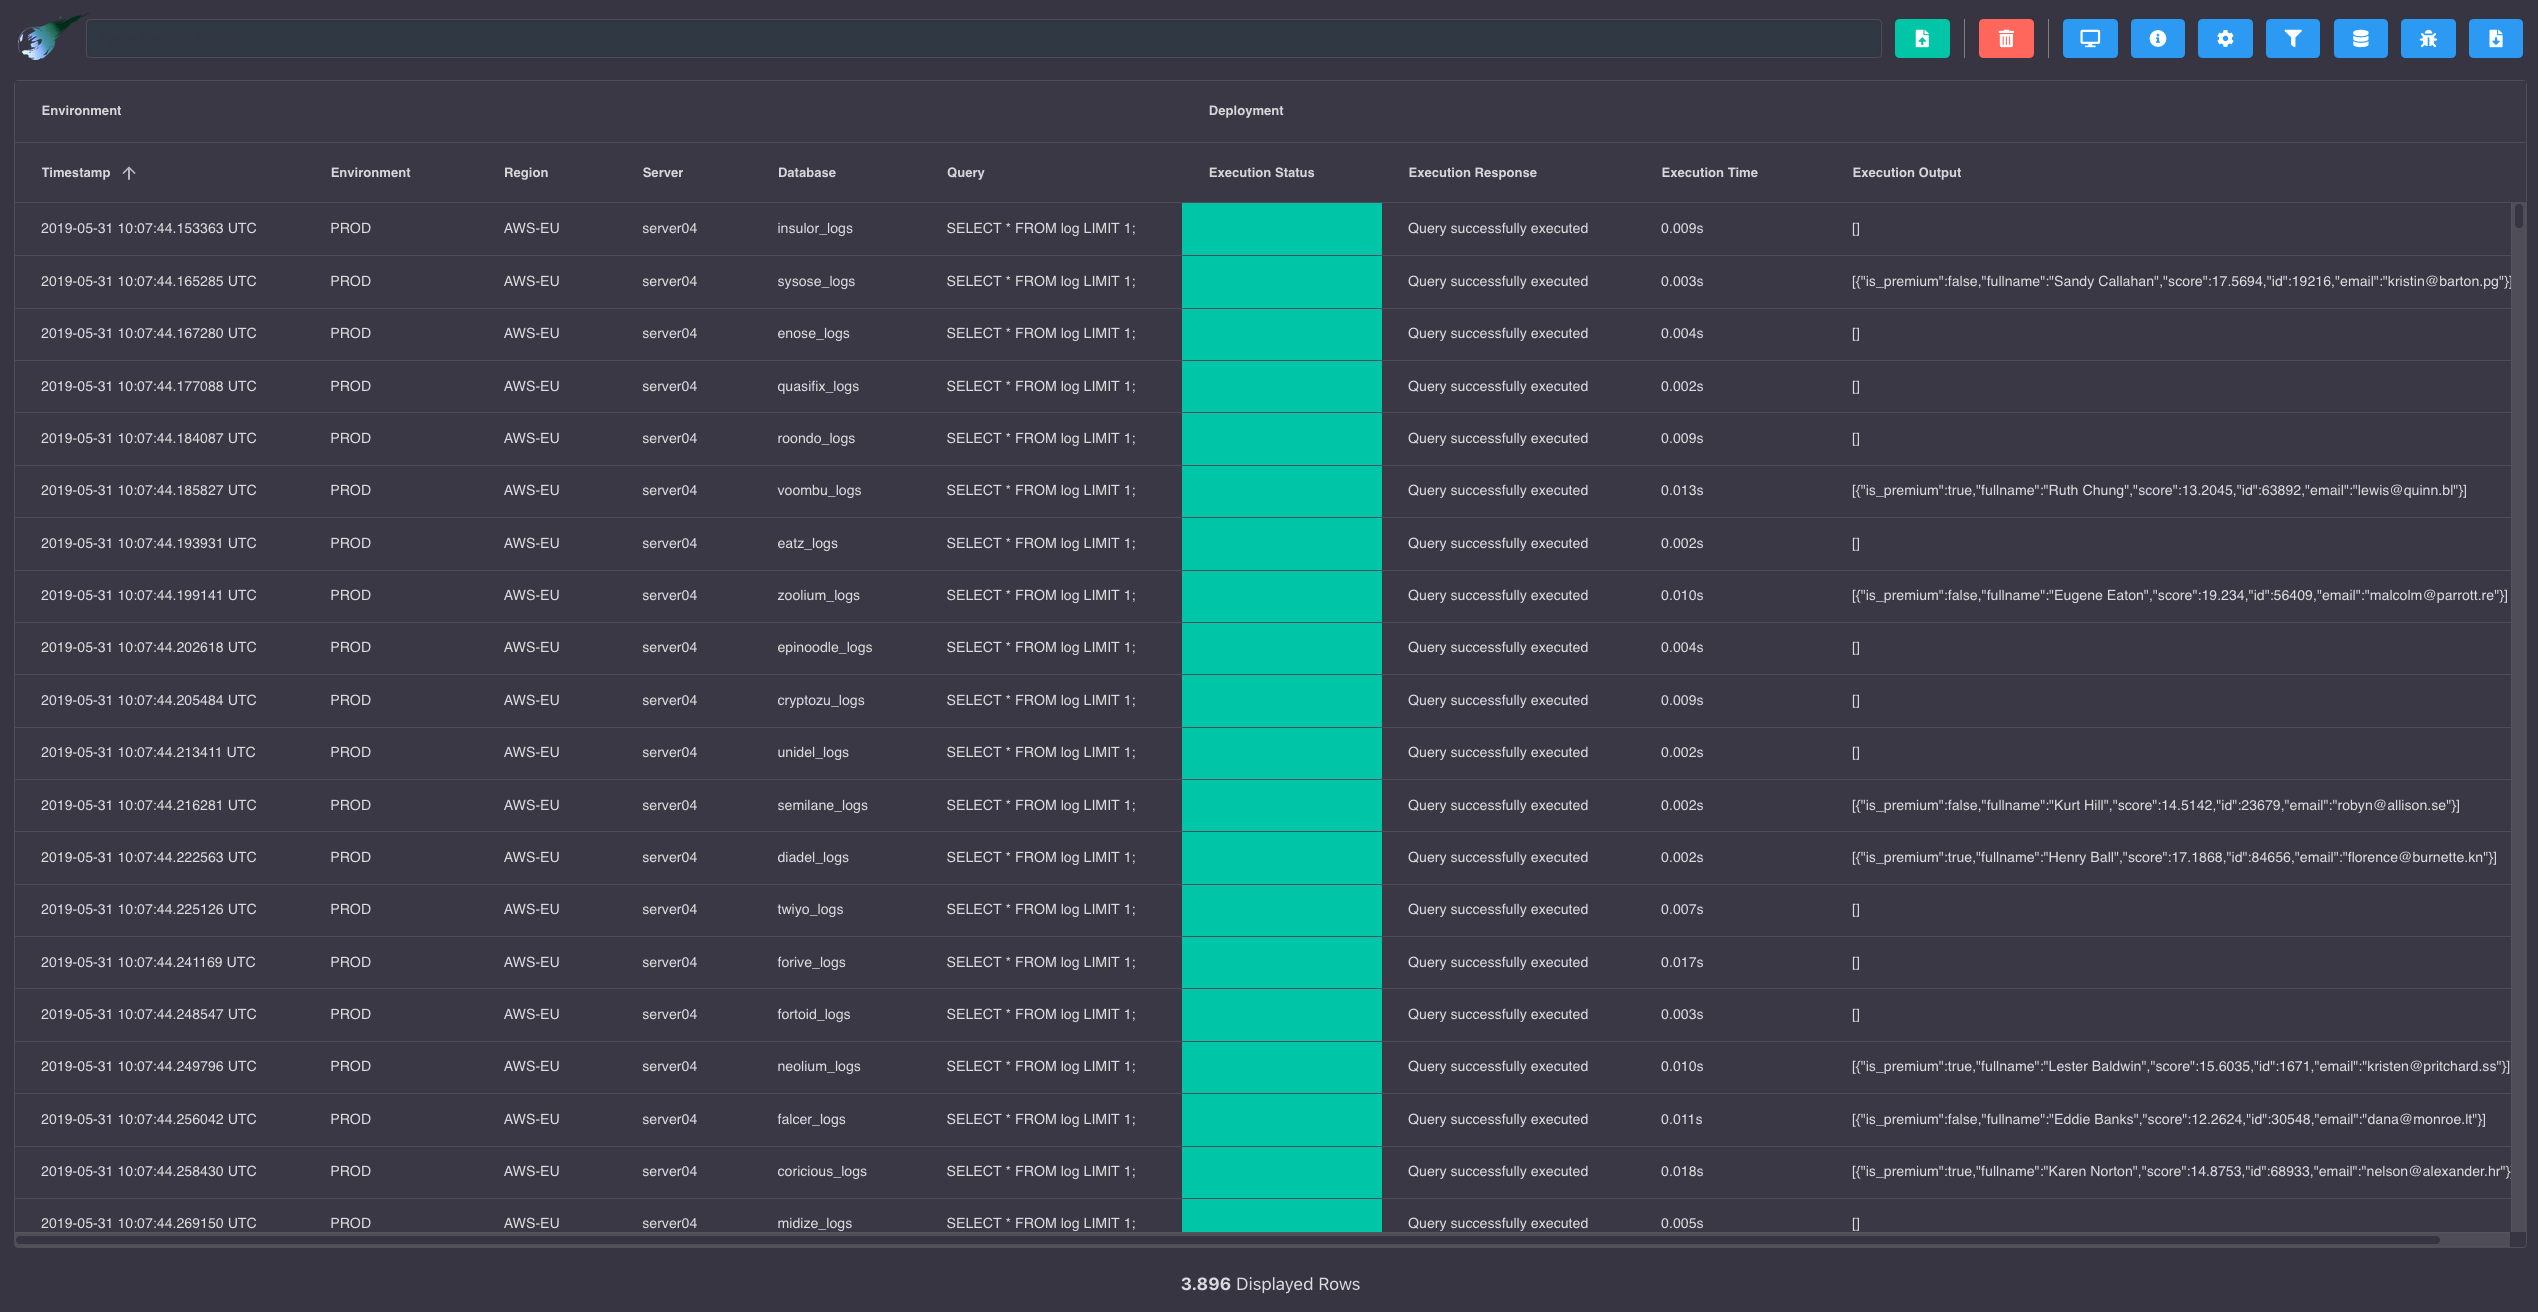 Environment Deployment
Timestamp Environment Region Server Database Query Execution Status Execution Response Execution Time Execution Output
2019-05-31 10:07:44.153363 UTC PROD AWS-EU server04 insulor_logs SELECT * FROM log LIMIT 1; Query successfully executed 0.009s []
2019-05-31 10:07:44.165285 UTC PROD AWS-EU server04 sysose_logs SELECT * FROM log LIMIT 1; Query successfully executed 0.003s [{"is_premium":false,"fullname":"Sandy Callahan","score":17.5694,"id":19216,"email":"kristin@barton.pg"}]
2019-05-31 10:07:44.167280 UTC PROD AWS-EU server04 enose_logs SELECT * FROM log LIMIT 1; Query successfully executed 0.004s []
2019-05-31 10:07:44.177088 UTC PROD AWS-EU server04 quasifix_logs SELECT * FROM log LIMIT 1; Query successfully executed 0.002s []
2019-05-31 10:07:44.184087 UTC PROD AWS-EU server04 roondo_logs SELECT * FROM log LIMIT 1; Query successfully executed 0.009s []
2019-05-31 10:07:44.185827 UTC PROD AWS-EU server04 voombu_logs SELECT * FROM log LIMIT 1; Query successfully executed 0.013s [{"is_premium":true,"fullname":"Ruth Chung","score":13.2045,"id":63892,"email":"lewis@quinn.bl"}]
2019-05-31 10:07:44.193931 UTC PROD AWS-EU server04 eatz_logs SELECT * FROM log LIMIT 1; Query successfully executed 0.002s []
2019-05-31 10:07:44.199141 UTC PROD AWS-EU server04 zoolium_logs SELECT * FROM log LIMIT 1; Query successfully executed 0.010s [{"is_premium":false,"fullname":"Eugene Eaton","score":19.234,"id":56409,"email":"malcolm@parrott.re"}]
2019-05-31 10:07:44.202618 UTC PROD AWS-EU server04 epinoodle_logs SELECT * FROM log LIMIT 1; Query successfully executed 0.004s []
2019-05-31 10:07:44.205484 UTC PROD AWS-EU server04 cryptozu_logs SELECT * FROM log LIMIT 1; Query successfully executed 0.009s []
2019-05-31 10:07:44.213411 UTC PROD AWS-EU server04 unidel_logs SELECT * FROM log LIMIT 1; Query successfully executed 0.002s []
2019-05-31 10:07:44.216281 UTC PROD AWS-EU server04 semilane_logs SELECT * FROM log LIMIT 1; Query successfully executed 0.002s [{"is_premium":false,"fullname":"Kurt Hill","score":14.5142,"id":23679,"email":"robyn@allison.se"}]
2019-05-31 10:07:44.222563 UTC PROD AWS-EU server04 diadel_logs SELECT * FROM log LIMIT 1; Query successfully executed 0.002s [{"is_premium":true,"fullname":"Henry Ball","score":17.1868,"id":84656,"email":"florence@burnette.kn"}]
2019-05-31 10:07:44.225126 UTC PROD AWS-EU server04 twiyo_logs SELECT * FROM log LIMIT 1; Query successfully executed 0.007s []
2019-05-31 10:07:44.241169 UTC PROD AWS-EU server04 forive_logs SELECT * FROM log LIMIT 1; Query successfully executed 0.017s []
2019-05-31 10:07:44.248547 UTC PROD AWS-EU server04 fortoid_logs SELECT * FROM log LIMIT 1; Query successfully executed 0.003s []
2019-05-31 10:07:44.249796 UTC PROD AWS-EU server04 neolium_logs SELECT * FROM log LIMIT 1; Query successfully executed 0.010s [{"is_premium":true,"fullname":"Lester Baldwin","score":15.6035,"id":1671,"email":"kristen@pritchard.ss"}]
2019-05-31 10:07:44.256042 UTC PROD AWS-EU server04 falcer_logs SELECT * FROM log LIMIT 1; Query successfully executed 0.011s [{"is_premium":false,"fullname":"Eddie Banks","score":12.2624,"id":30548,"email":"dana@monroe.lt"}]
2019-05-31 10:07:44.258430 UTC PROD AWS-EU server04 coricious_logs SELECT * FROM log LIMIT 1; Query successfully executed 0.018s [{"is_premium":true,"fullname":"Karen Norton","score":14.8753,"id":68933,"email":"nelson@alexander.hr"}
2019-05-31 10:07:44.269150 UTC PROD AWS-EU server04 midize_logs SELECT * FROM log LIMIT 1; Query successfully executed 0.005s []
3.896 Displayed Rows